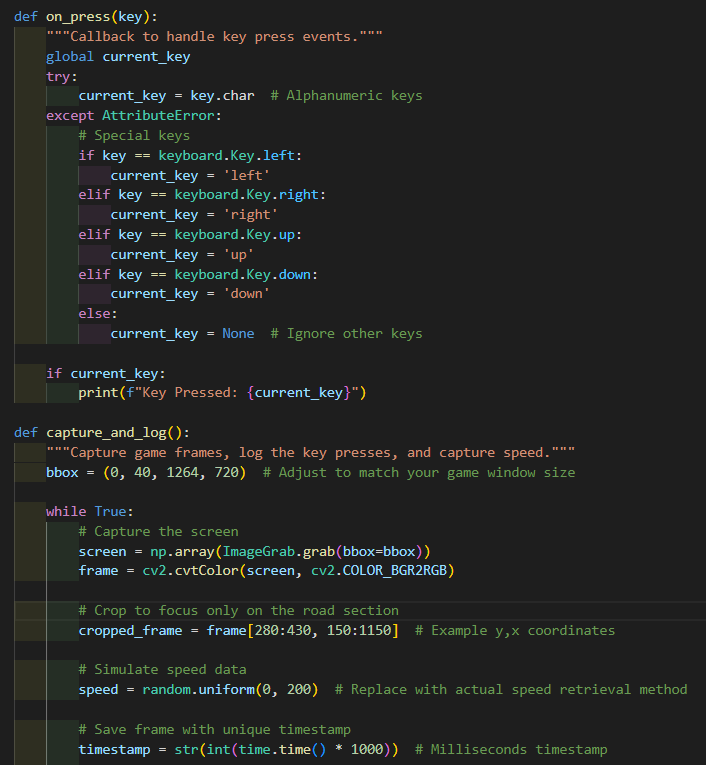 def on_press(key):
    """Callback to handle key press events."""
    global current_key
    try:
        current_key = key.char  # Alphanumeric keys
    except AttributeError:
        # Special keys
        if key == keyboard.Key.left:
            current_key = 'left'
        elif key == keyboard.Key.right:
            current_key = 'right'
        elif key == keyboard.Key.up:
            current_key = 'up'
        elif key == keyboard.Key.down:
            current_key = 'down'
        else:
            current_key = None  # Ignore other keys

    if current_key:
        print(f"Key Pressed: {current_key}")

def capture_and_log():
    """Capture game frames, log the key presses, and capture speed."""
    bbox = (0, 40, 1264, 720)  # Adjust to match your game window size

    while True:
        # Capture the screen
        screen = np.array(ImageGrab.grab(bbox=bbox))
        frame = cv2.cvtColor(screen, cv2.COLOR_BGR2RGB)

        # Crop to focus only on the road section
        cropped_frame = frame[280:430, 150:1150]  # Example y,x coordinates

        # Simulate speed data
        speed = random.uniform(0, 200)  # Replace with actual speed retrieval method

        # Save frame with unique timestamp
        timestamp = str(int(time.time() * 1000))  # Milliseconds timestamp